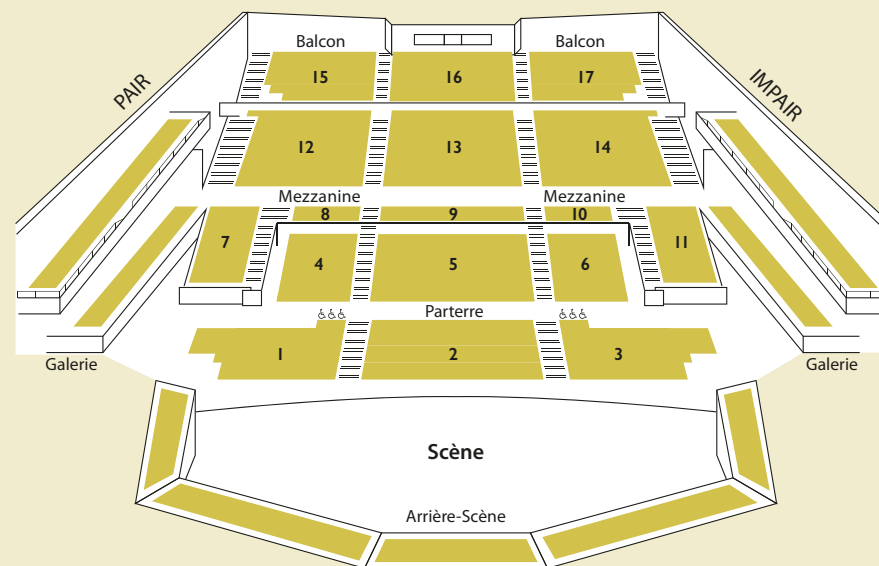 Balcon
Balcon
15
16
17
PAIR
IMPAIR
12
13
14
Mezzanine
Mezzanine
8
9
10
7
11
4
5
6
Parterre
1
2
3
Galerie
Galerie
Scène
Arrière-Scène